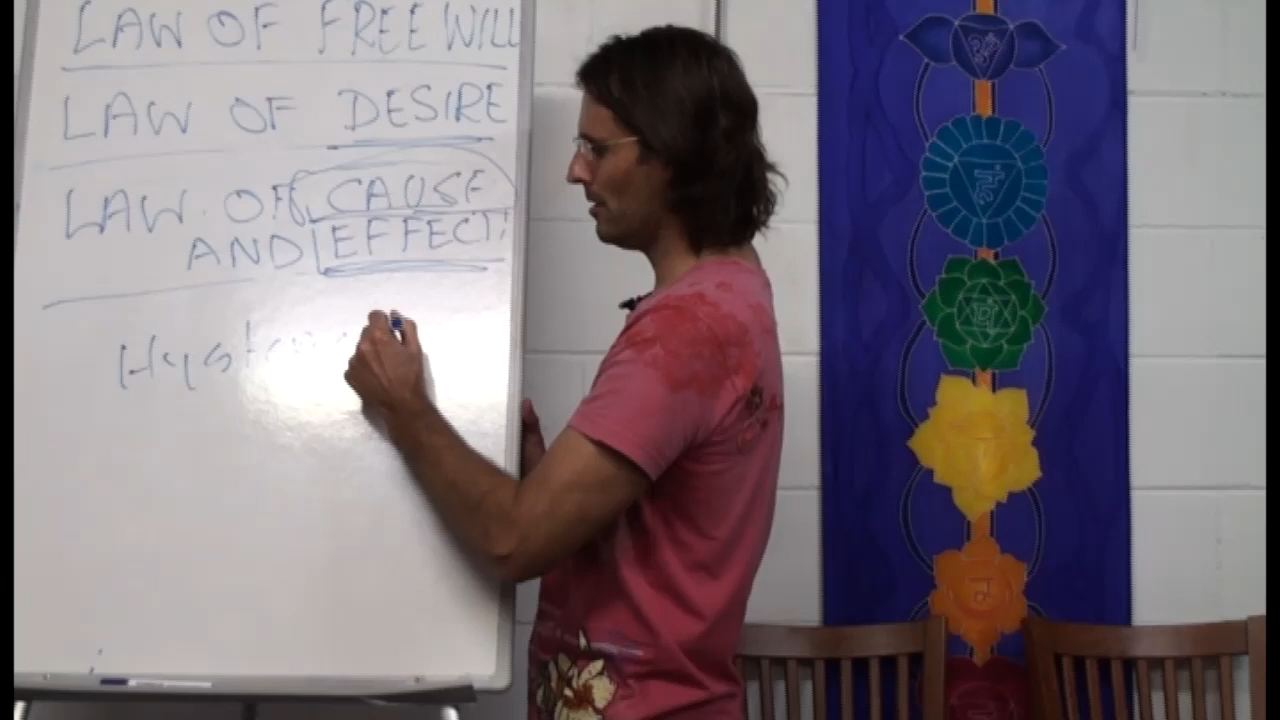 LAW OF FREE WILL
LAW OF DESIRE
LAW OF CAUSE
AND EFFECT
ॐ
हं
यं
वं